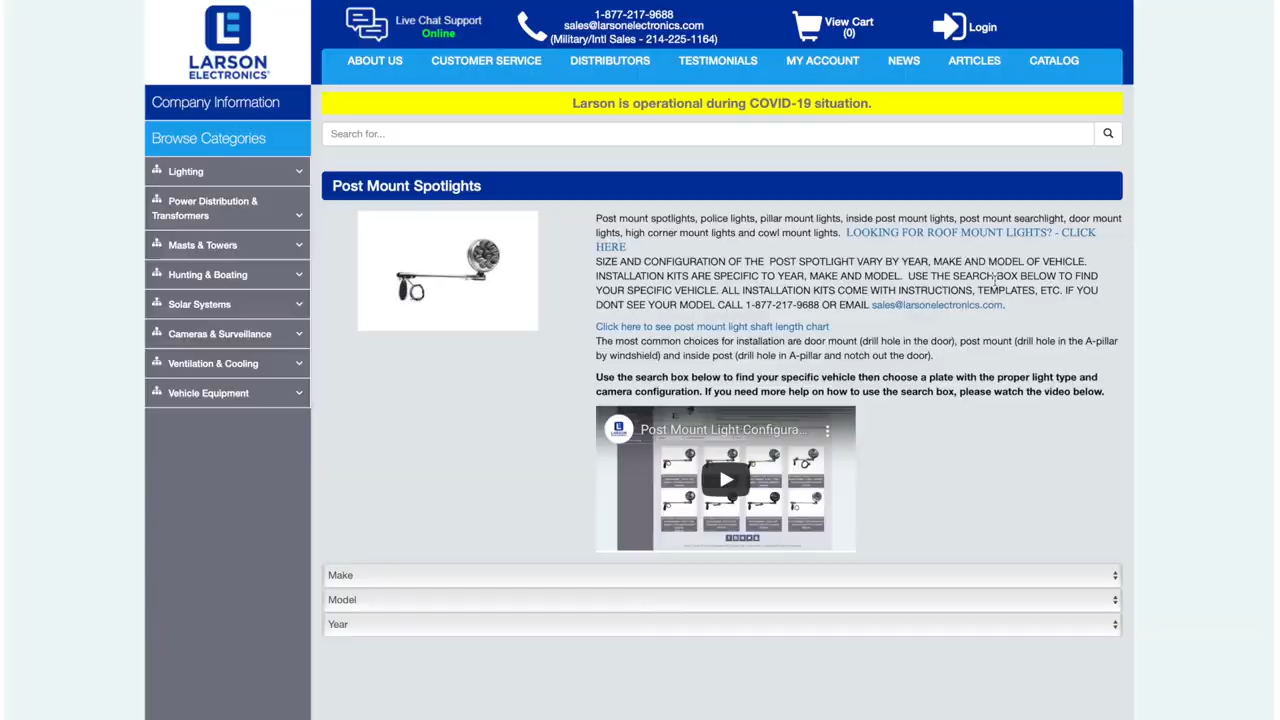 LARSON
ELECTRONICS
Live Chat Support
Online
1-877-217-9688
sales@larsonelectronics.com
(Military/Intl Sales - 214-225-1164)
View Cart
(0)
Login
ABOUT US CUSTOMER SERVICE DISTRIBUTORS TESTIMONIALS MY ACCOUNT NEWS ARTICLES CATALOG
Company Information
Browse Categories
Lighting
Power Distribution &
Transformers
Masts & Towers
Hunting & Boating
Solar Systems
Cameras & Surveillance
Ventilation & Cooling
Vehicle Equipment
Larson is operational during COVID-19 situation.
Search for...
Post Mount Spotlights
Post mount spotlights, police lights, pillar mount lights, inside post mount lights, post mount searchlight, door mount
lights, high corner mount lights and cowl mount lights. LOOKING FOR ROOF MOUNT LIGHTS? - CLICK
HERE
SIZE AND CONFIGURATION OF THE POST SPOTLIGHT VARY BY YEAR, MAKE AND MODEL OF VEHICLE.
INSTALLATION KITS ARE SPECIFIC TO YEAR, MAKE AND MODEL. USE THE SEARCH BOX BELOW TO FIND
YOUR SPECIFIC VEHICLE. ALL INSTALLATION KITS COME WITH INSTRUCTIONS, TEMPLATES, ETC. IF YOU
DONT SEE YOUR MODEL CALL 1-877-217-9688 OR EMAIL sales@larsonelectronics.com.
Click here to see post mount light shaft length chart
The most common choices for installation are door mount (drill hole in the door), post mount (drill hole in the A-pillar
by windshield) and inside post (drill hole in A-pillar and notch out the door).
Use the search box below to find your specific vehicle then choose a plate with the proper light type and
camera configuration. If you need more help on how to use the search box, please watch the video below.
Post Mount Light Configura...
Make
Model
Year